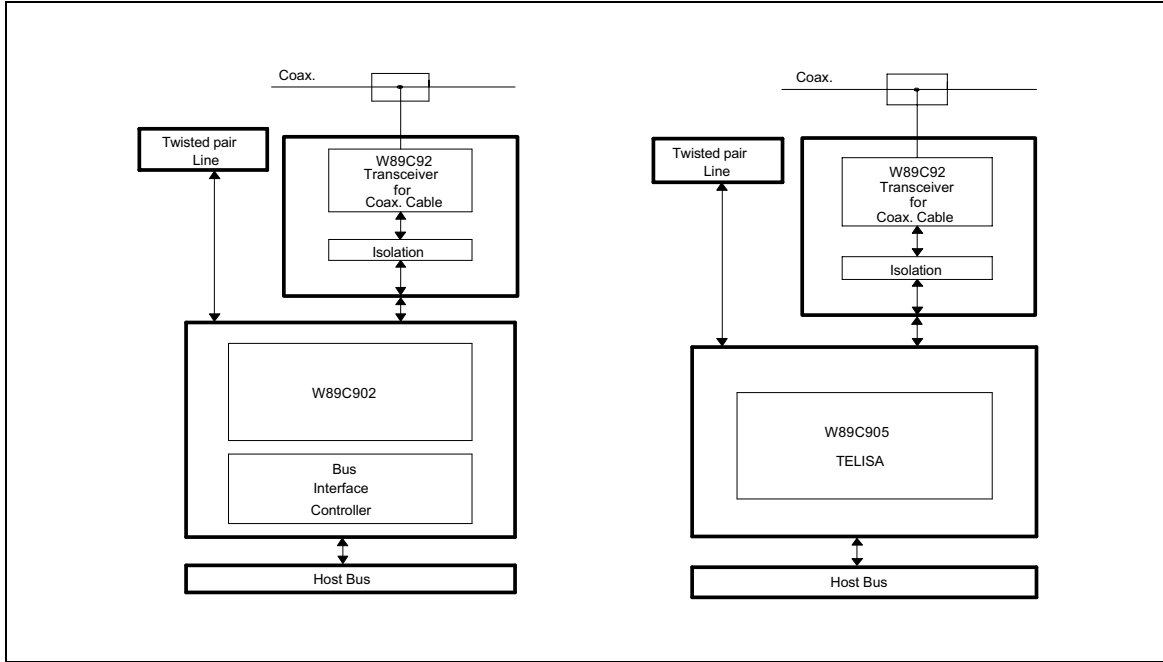 Coax.
Twisted pair
Line
W89C92
Transceiver
for
Coax. Cable
Isolation
W89C902
Bus
Interface
Controller
Host Bus
Coax.
Twisted pair
Line
W89C92
Transceiver
for
Coax. Cable
Isolation
W89C905
TELISA
Host Bus